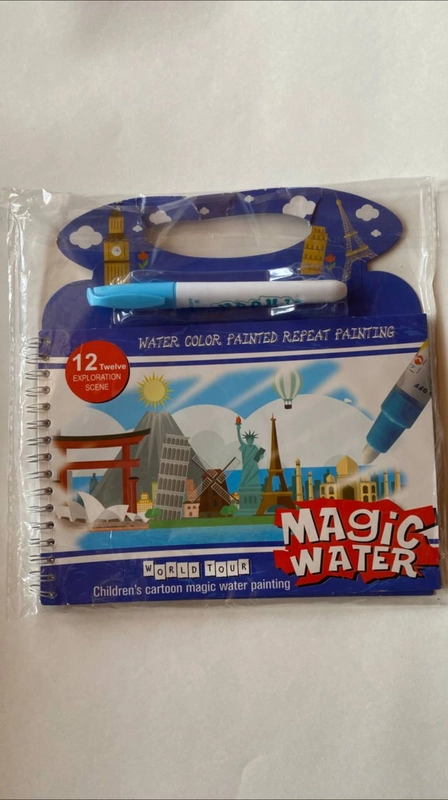 WATER COLOR PAINTED REPEAT PAINTING
12 Twelve
EXPLORATION
SCENE
MAGIC
WATER
WORLD TOUR
Children's cartoon magic water painting